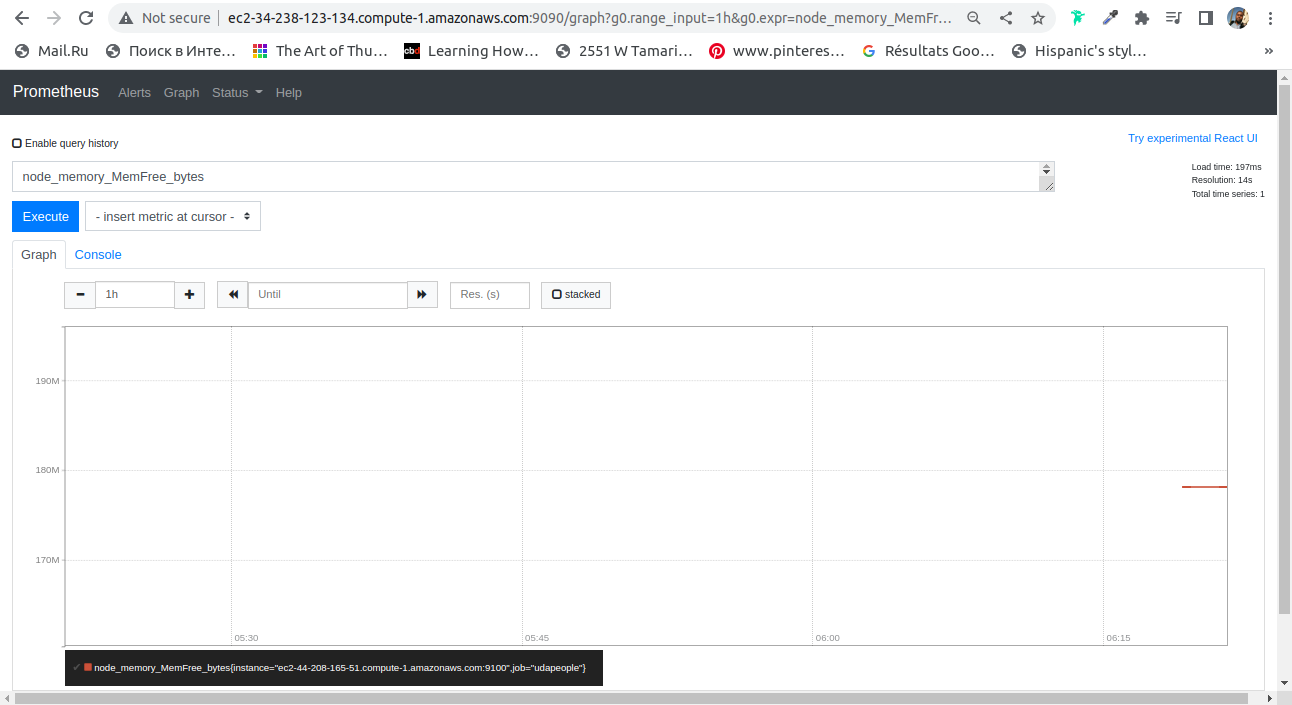 Not secure ec2-34-238-123-134.compute-1.amazonaws.com:9090/graph?g0.range_input=1h&g0.expr=node_memory_MemFr...
Mail.Ru Поиск в Инте... The Art of Thu... cbd Learning How... 2551 W Tamari... www.pinteres... Résultats Goo... Hispanic's styl... »
Prometheus Alerts Graph Status Help
Enable query history Try experimental React UI
node_memory_MemFree_bytes
Load time: 197ms
Resolution: 14s
Total time series: 1
Execute - insert metric at cursor -
Graph Console
1h Until Res. (s) stacked
190M
180M
170M
05:30 05:45 06:00 06:15
✓ node_memory_MemFree_bytes{instance="ec2-44-208-165-51.compute-1.amazonaws.com:9100",job="udapeople"}